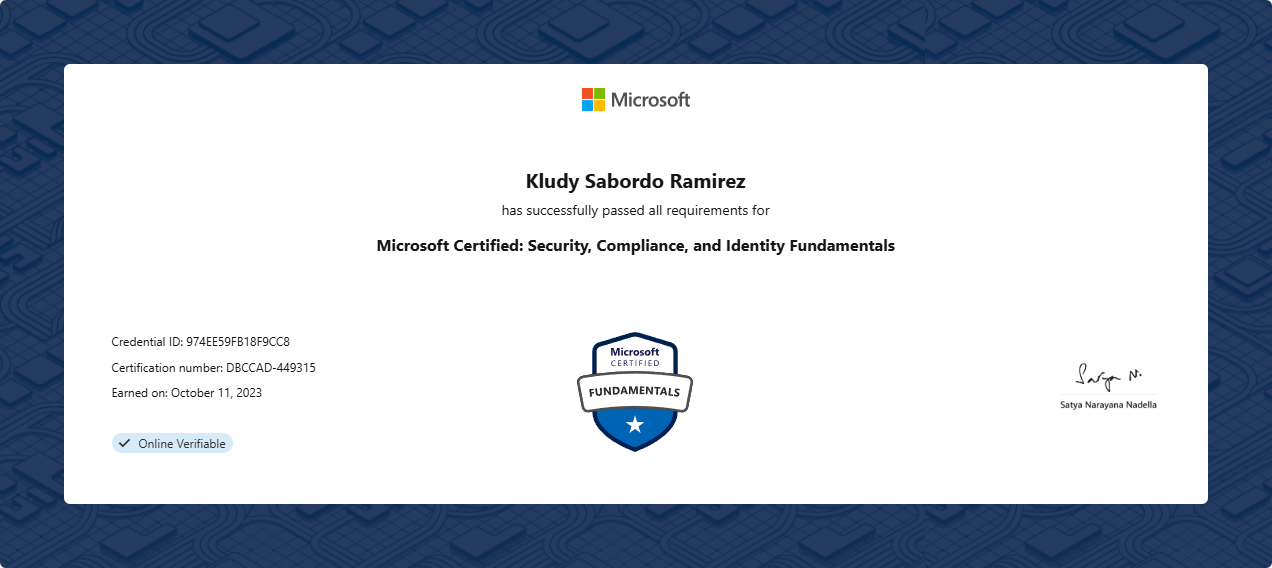 Microsoft
Kludy Sabordo Ramirez
has successfully passed all requirements for
Microsoft Certified: Security, Compliance, and Identity Fundamentals
Credential ID: 974EE59FB18F9CC8
Certification number: DBCCAD-449315
Earned on: October 11, 2023
Online Verifiable
Microsoft
CERTIFIED
FUNDAMENTALS
Satya N.
Satya Narayana Nadella